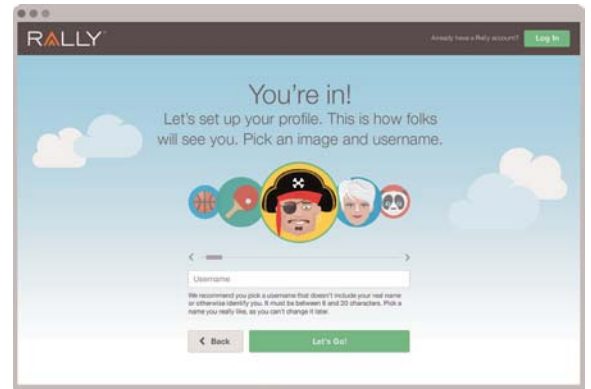 RALLY
Already have a Rally account?
Log In
You're in!
Let's set up your profile. This is how folks
will see you. Pick an image and username.
Username
We recommend you pick a username that doesn't include your real name
or otherwise identify you. It must be between 6 and 20 characters. Pick a
name you really like, as you can't change it later.
Back
Let's Go!